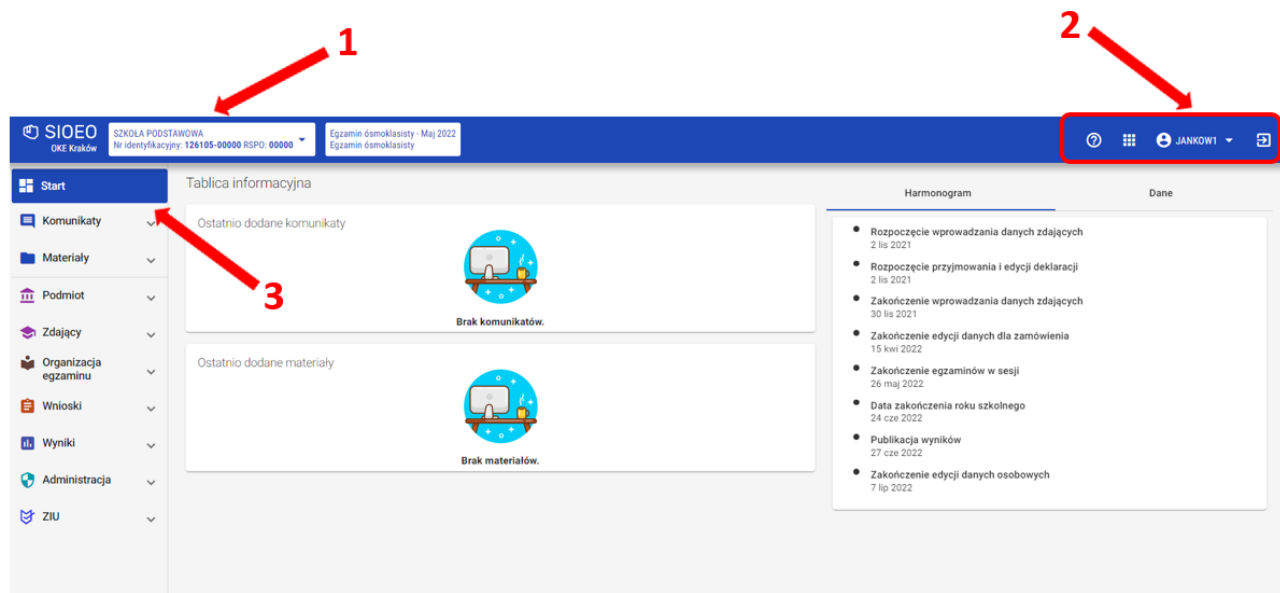 1
2
SIOEO
OKE Kraków
SZKOŁA PODSTAWOWA
Nr identyfikacyjny: 126105-00000 RSPO: 00000
Egzamin ósmoklasisty - Maj 2022
Egzamin ósmoklasisty
JANKOW1
Start
Komunikaty
Materiały
Podmiot
Zdający
Organizacja
egzaminu
Wnioski
Wyniki
Administracja
ZIU
3
Tablica informacyjna
Ostatnio dodane komunikaty
Brak komunikatów.
Ostatnio dodane materiały
Brak materiałów.
Harmonogram
Dane
Rozpoczęcie wprowadzania danych zdających
2 lis 2021
Rozpoczęcie przyjmowania i edycji deklaracji
2 lis 2021
Zakończenie wprowadzania danych zdających
30 lis 2021
Zakończenie edycji danych dla zamówienia
15 kwi 2022
Zakończenie egzaminów w sesji
26 maj 2022
Data zakończenia roku szkolnego
24 cze 2022
Publikacja wyników
27 cze 2022
Zakończenie edycji danych osobowych
7 lip 2022